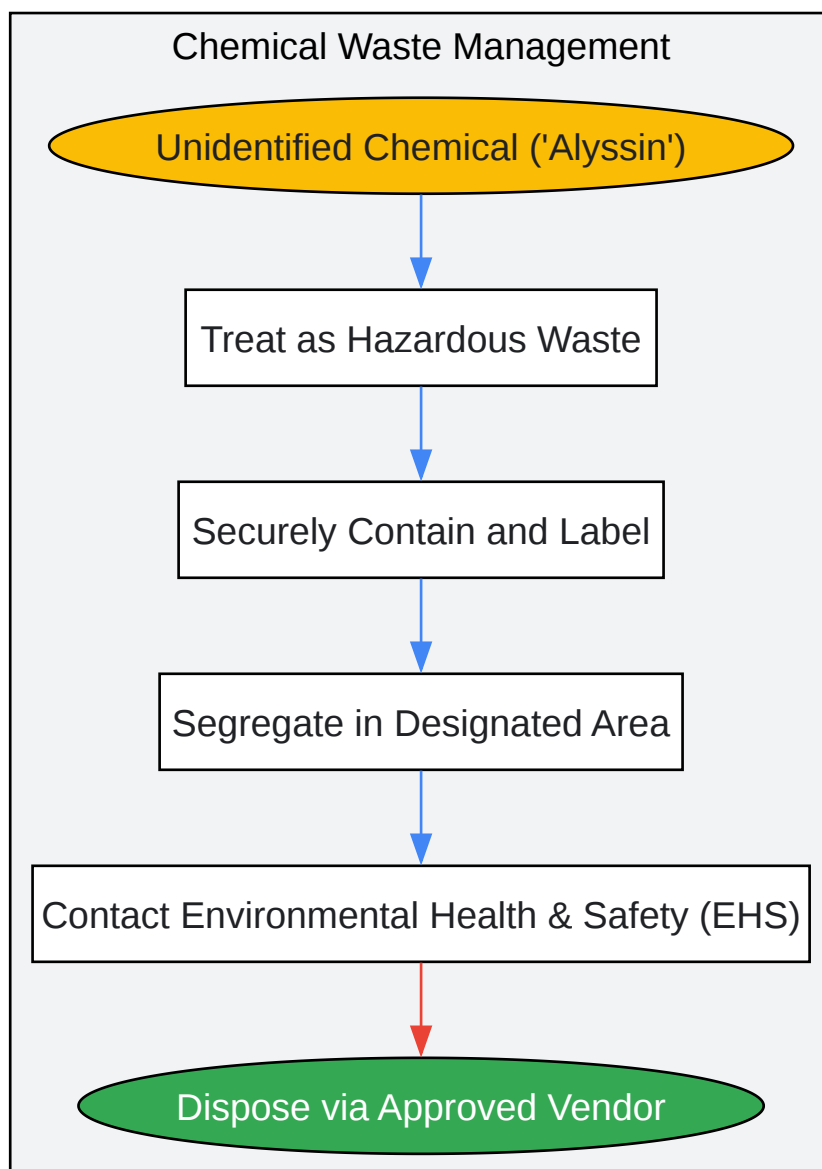 Chemical Waste Management
Unidentified Chemical ('Alyssin')
Treat as Hazardous Waste
Securely Contain and Label
Segregate in Designated Area
Contact Environmental Health & Safety (EHS)
Dispose via Approved Vendor